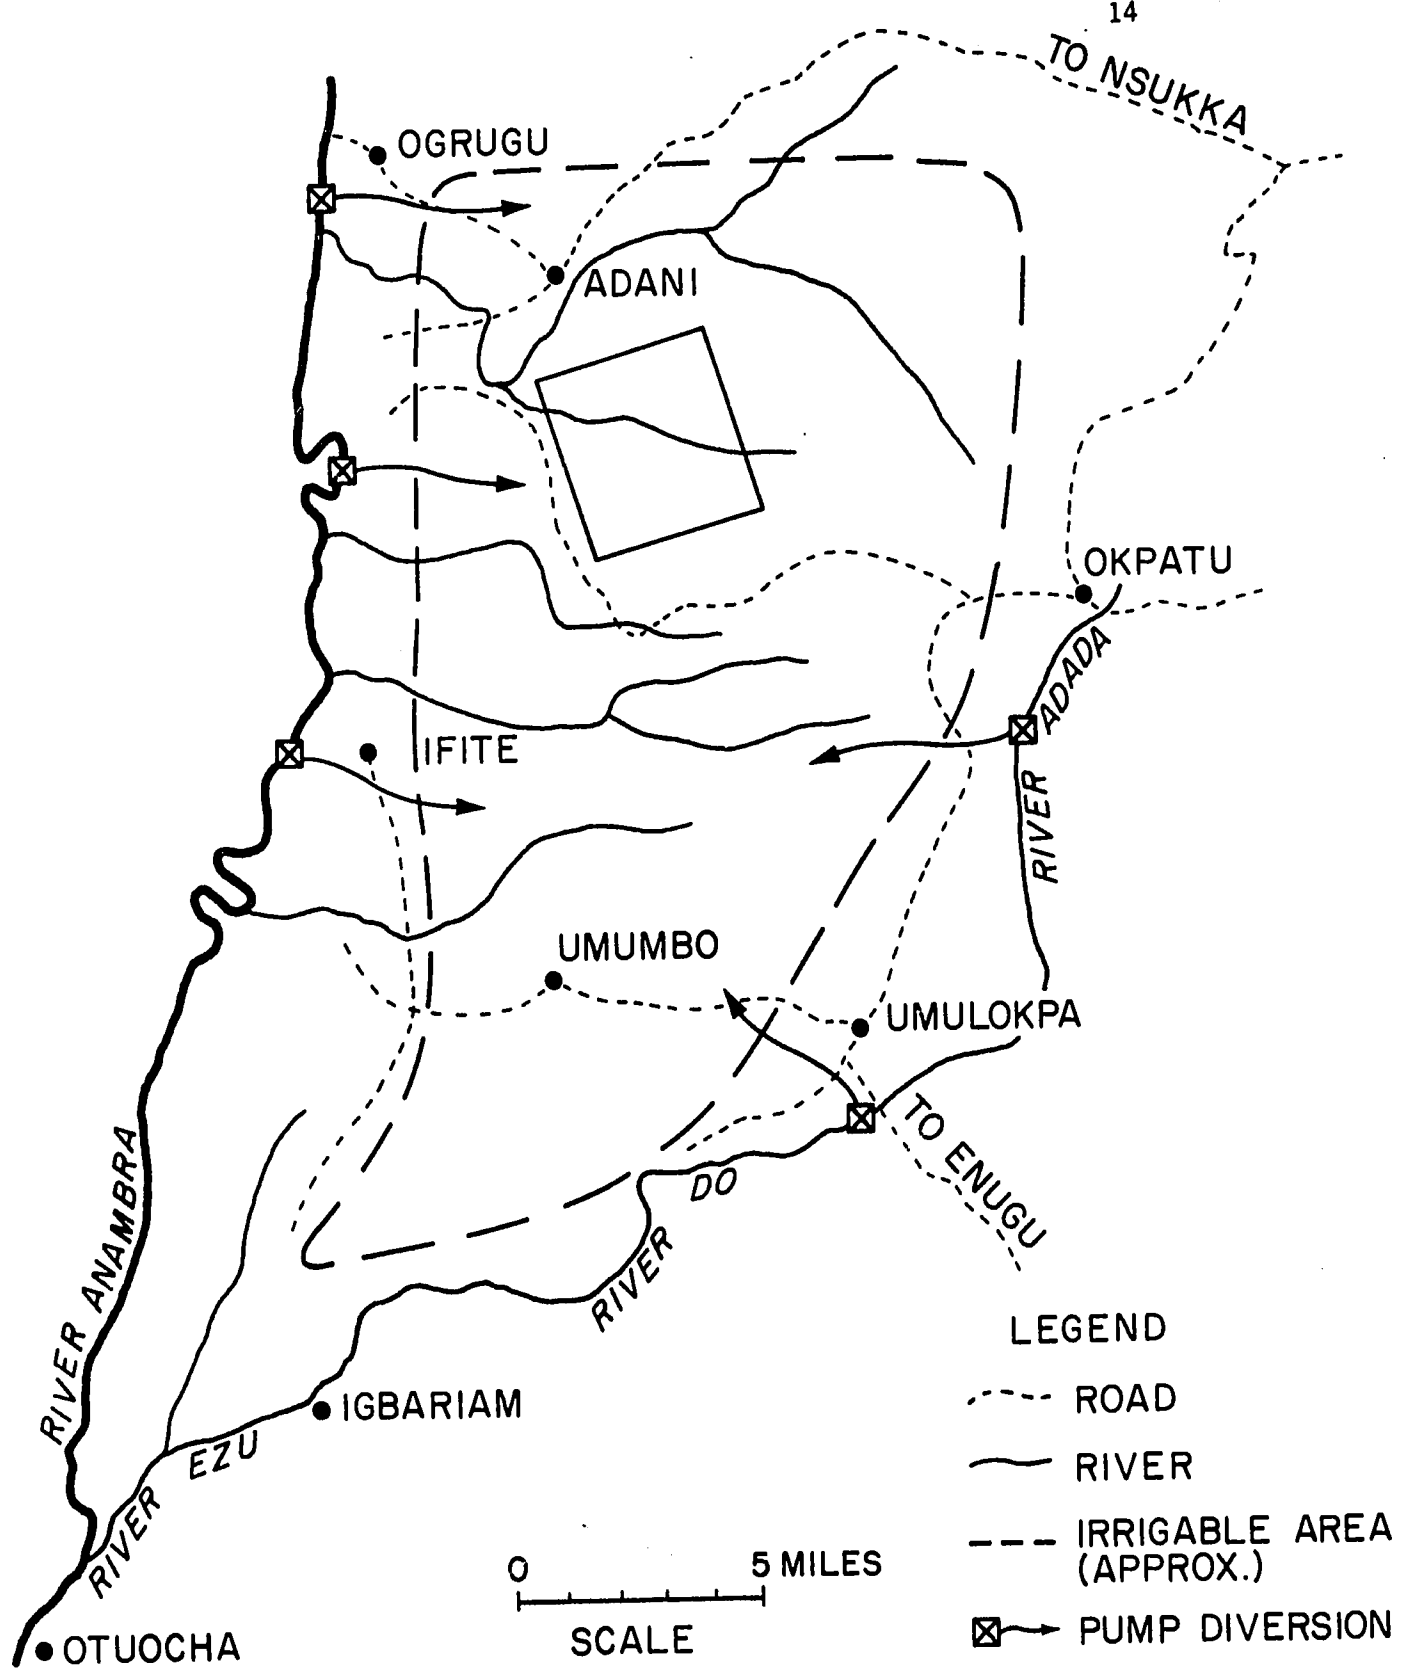 14
TO NSUKKA
OGRUGU
ADANI
OKPATU
RIVER ADADA
IFITE
UMUMBO
UMULOKPA
TO ENUGU
RIVER DO
RIVER ANAMBRA
IGBARIAM
RIVER EZU
OTUOCHA
LEGEND
ROAD
RIVER
IRRIGABLE AREA
(APPROX.)
PUMP DIVERSION
0 5 MILES
SCALE